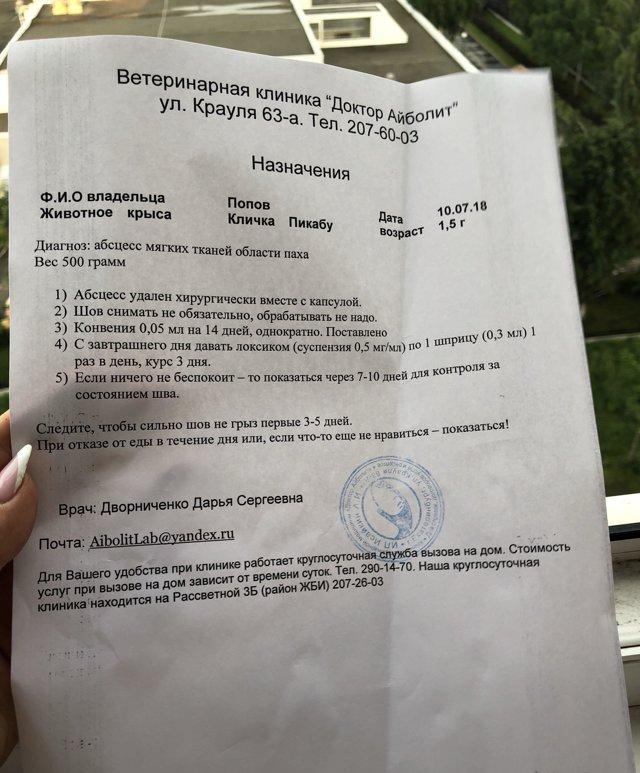 Ветеринарная клиника “Доктор Айболит”
ул. Крауля 63-а. Тел. 207-60-03
Назначения
Ф.И.О владельца Попов Дата 10.07.18
Животное крыса Кличка Пикабу возраст 1,5 г
Диагноз: абсцесс мягких тканей области паха
Вес 500 грамм
1) Абсцесс удален хирургически вместе с капсулой.
2) Шов снимать не обязательно, обрабатывать не надо.
3) Конвения 0,05 мл на 14 дней, однократно. Поставлено
4) С завтрашнего дня давать локсиком (суспензия 0,5 мг/мл) по 1 шприцу (0,3 мл) 1
раз в день, курс 3 дня.
5) Если ничего не беспокоит – то показаться через 7-10 дней для контроля за
состоянием шва.
Следите, чтобы сильно шов не грыз первые 3-5 дней.
При отказе от еды в течение дня или, если что-то еще не нравиться – показаться!
Врач: Дворниченко Дарья Сергеевна
Почта: AibolitLab@yandex.ru
Для Вашего удобства при клинике работает круглосуточная служба вызова на дом. Стоимость
услуг при вызове на дом зависит от времени суток. Тел. 290-14-70. Наша круглосуточная
клиника находится на Рассветной 3Б (район ЖБИ) 207-26-03